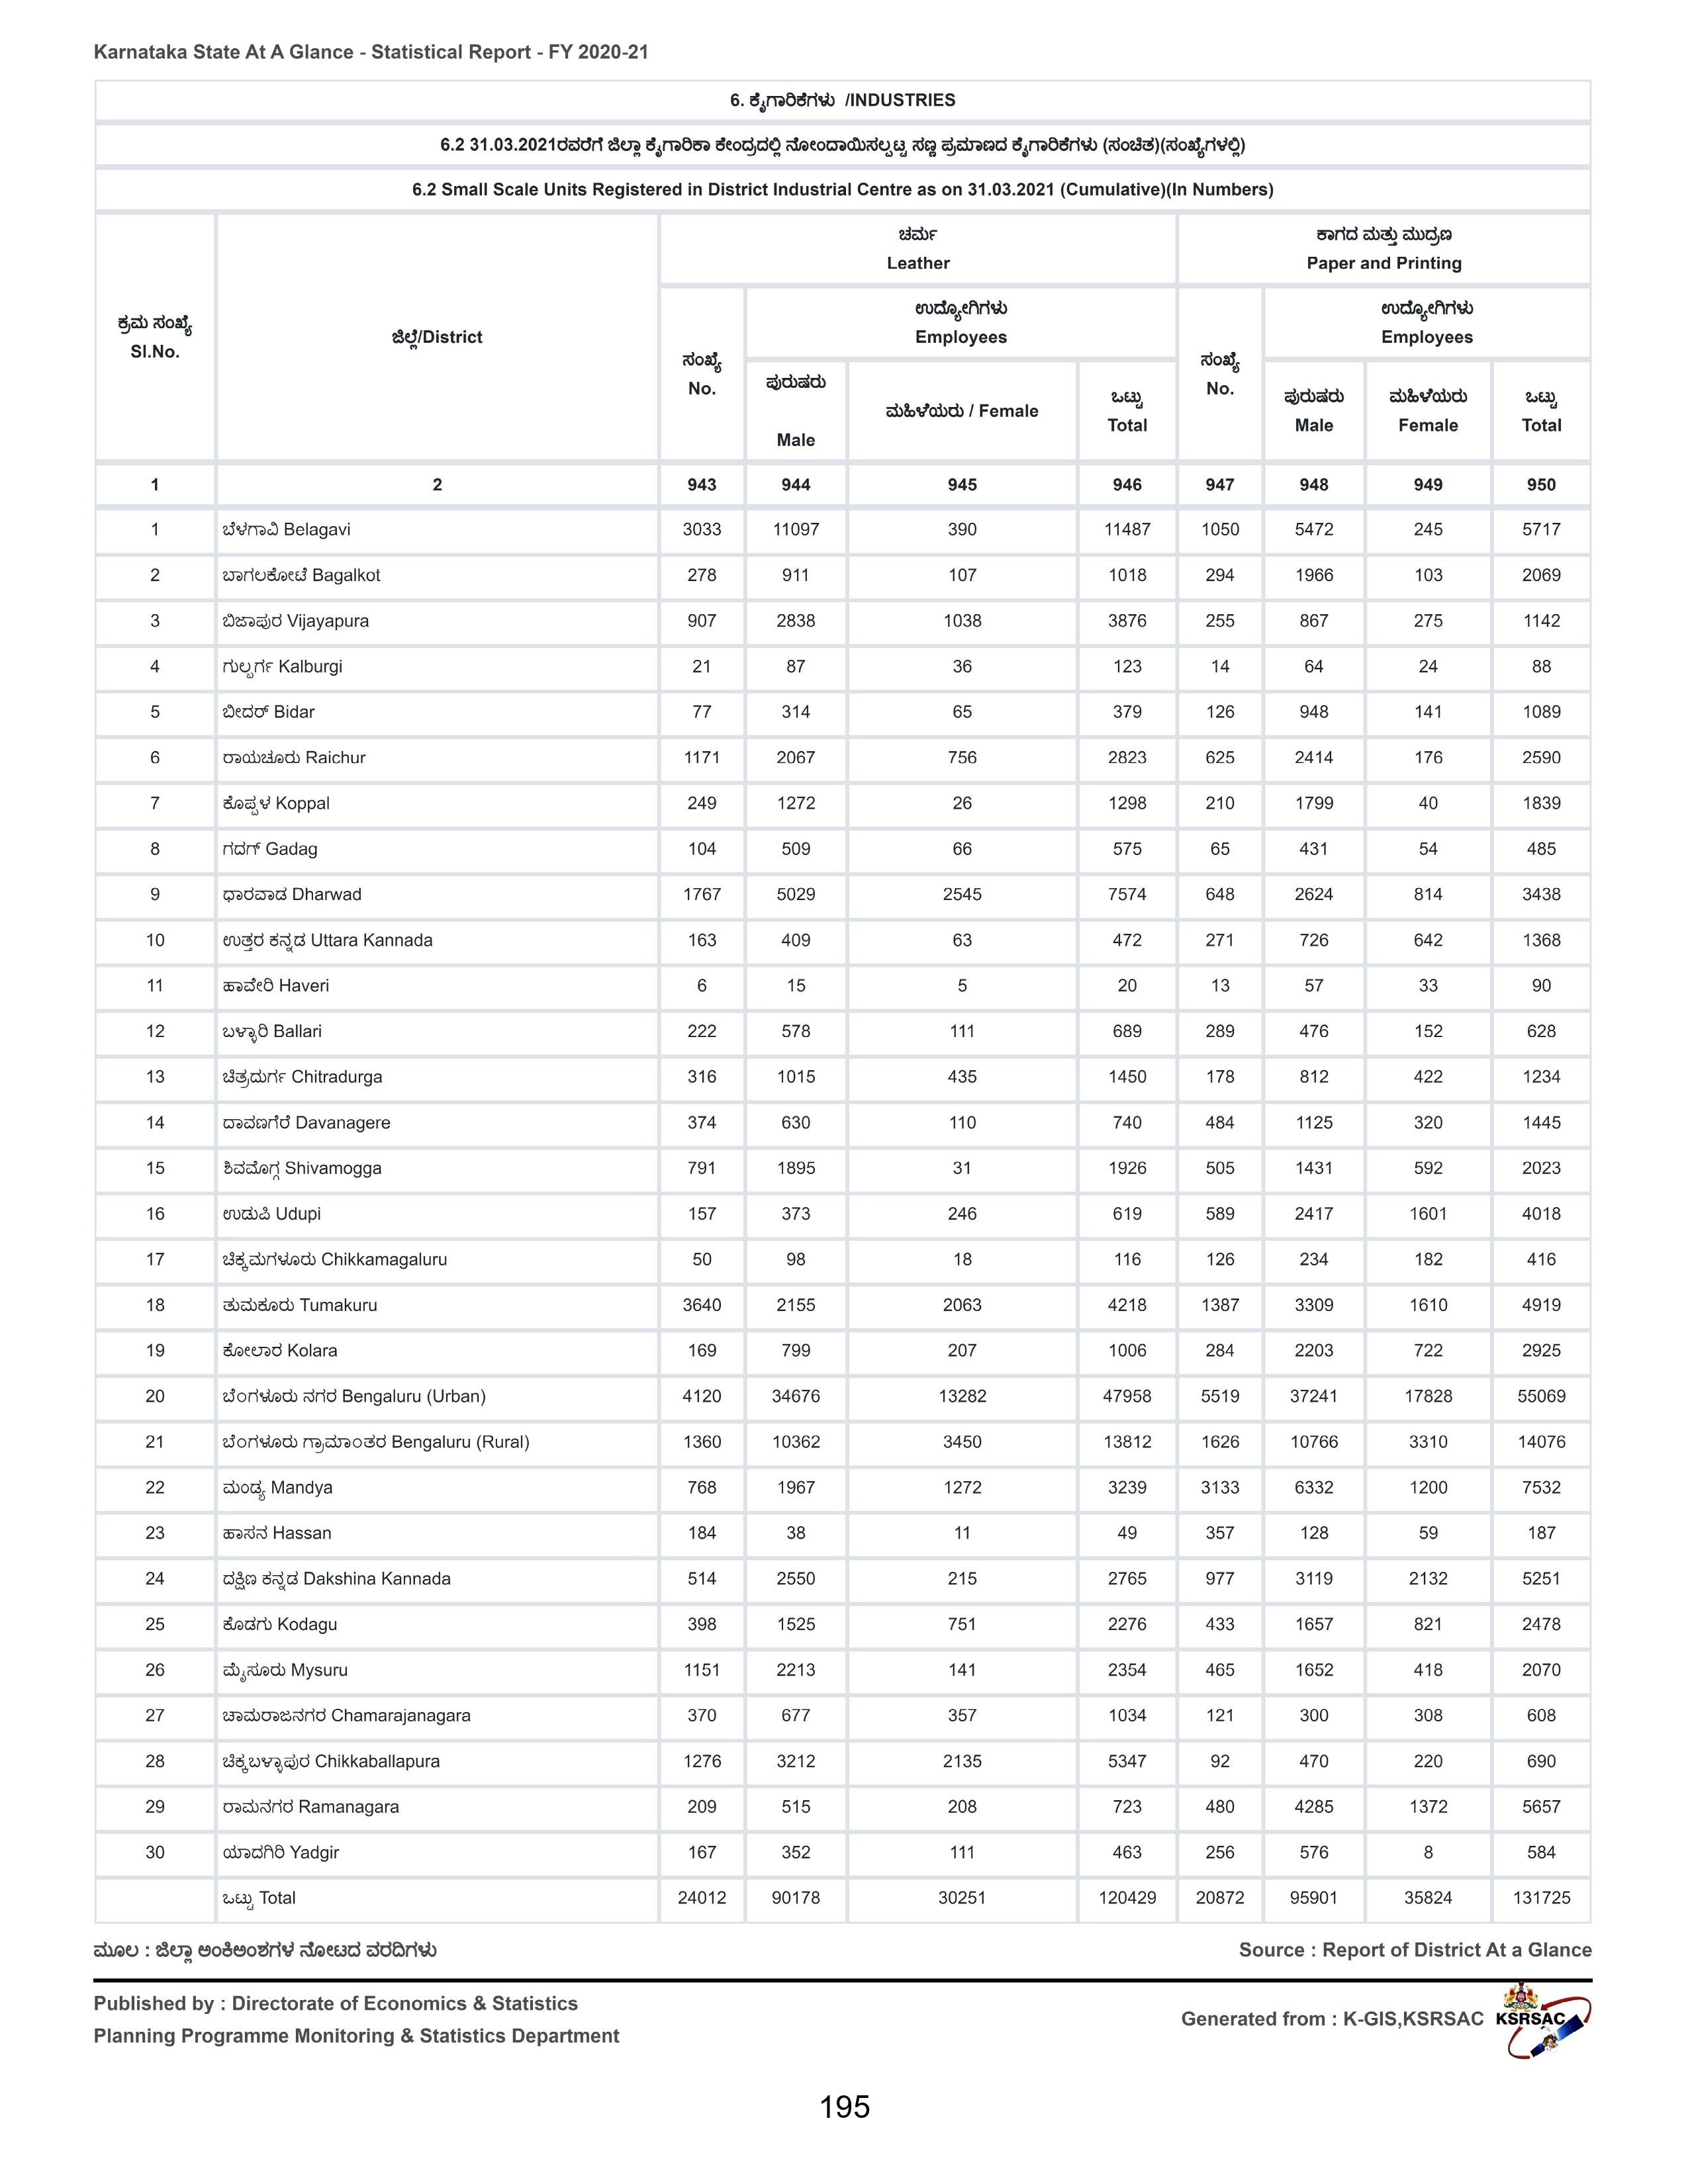 Karnataka State At A Glance - Statistical Report - FY 2020-21
6. ಕೈಗಾರಿಕೆಗಳು /INDUSTRIES
6.2 31.03.2021ರವರೆಗೆ ಜಿಲ್ಲಾ ಕೈಗಾರಿಕಾ ಕೇಂದ್ರದಲ್ಲಿ ನೋಂದಾಯಿಸಲ್ಪಟ್ಟ ಸಣ್ಣ ಪ್ರಮಾಣದ ಕೈಗಾರಿಕೆಗಳು (ಸಂಚಿತ)(ಸಂಖ್ಯೆಗಳಲ್ಲಿ)
6.2 Small Scale Units Registered in District Industrial Centre as on 31.03.2021 (Cumulative)(In Numbers)
ಕ್ರಮ ಸಂಖ್ಯೆ
Sl.No.
ಜಿಲ್ಲೆ/District
ಚರ್ಮ
Leather
ಕಾಗದ ಮತ್ತು ಮುದ್ರಣ
Paper and Printing
ಸಂಖ್ಯೆ
No.
ಉದ್ಯೋಗಿಗಳು
Employees
ಸಂಖ್ಯೆ
No.
ಉದ್ಯೋಗಿಗಳು
Employees
ಪುರುಷರು
Male
ಮಹಿಳೆಯರು / Female
ಒಟ್ಟು
Total
ಪುರುಷರು
Male
ಮಹಿಳೆಯರು
Female
ಒಟ್ಟು
Total
1 2 943 944 945 946 947 948 949 950
1 ಬೆಳಗಾವಿ Belagavi 3033 11097 390 11487 1050 5472 245 5717
2 ಬಾಗಲಕೋಟೆ Bagalkot 278 911 107 1018 294 1966 103 2069
3 ಬಿಜಾಪುರ Vijayapura 907 2838 1038 3876 255 867 275 1142
4 ಗುಲ್ಬರ್ಗ Kalburgi 21 87 36 123 14 64 24 88
5 ಬೀದರ್ Bidar 77 314 65 379 126 948 141 1089
6 ರಾಯಚೂರು Raichur 1171 2067 756 2823 625 2414 176 2590
7 ಕೊಪ್ಪಳ Koppal 249 1272 26 1298 210 1799 40 1839
8 ಗದಗ್ Gadag 104 509 66 575 65 431 54 485
9 ಧಾರವಾಡ Dharwad 1767 5029 2545 7574 648 2624 814 3438
10 ಉತ್ತರ ಕನ್ನಡ Uttara Kannada 163 409 63 472 271 726 642 1368
11 ಹಾವೇರಿ Haveri 6 15 5 20 13 57 33 90
12 ಬಳ್ಳಾರಿ Ballari 222 578 111 689 289 476 152 628
13 ಚಿತ್ರದುರ್ಗ Chitradurga 316 1015 435 1450 178 812 422 1234
14 ದಾವಣಗೆರೆ Davanagere 374 630 110 740 484 1125 320 1445
15 ಶಿವಮೊಗ್ಗ Shivamogga 791 1895 31 1926 505 1431 592 2023
16 ಉಡುಪಿ Udupi 157 373 246 619 589 2417 1601 4018
17 ಚಿಕ್ಕಮಗಳೂರು Chikkamagaluru 50 98 18 116 126 234 182 416
18 ತುಮಕೂರು Tumakuru 3640 2155 2063 4218 1387 3309 1610 4919
19 ಕೋಲಾರ Kolara 169 799 207 1006 284 2203 722 2925
20 ಬೆಂಗಳೂರು ನಗರ Bengaluru (Urban) 4120 34676 13282 47958 5519 37241 17828 55069
21 ಬೆಂಗಳೂರು ಗ್ರಾಮಾಂತರ Bengaluru (Rural) 1360 10362 3450 13812 1626 10766 3310 14076
22 ಮಂಡ್ಯ Mandya 768 1967 1272 3239 3133 6332 1200 7532
23 ಹಾಸನ Hassan 184 38 11 49 357 128 59 187
24 ದಕ್ಷಿಣ ಕನ್ನಡ Dakshina Kannada 514 2550 215 2765 977 3119 2132 5251
25 ಕೊಡಗು Kodagu 398 1525 751 2276 433 1657 821 2478
26 ಮೈಸೂರು Mysuru 1151 2213 141 2354 465 1652 418 2070
27 ಚಾಮರಾಜನಗರ Chamarajanagara 370 677 357 1034 121 300 308 608
28 ಚಿಕ್ಕಬಳ್ಳಾಪುರ Chikkaballapura 1276 3212 2135 5347 92 470 220 690
29 ರಾಮನಗರ Ramanagara 209 515 208 723 480 4285 1372 5657
30 ಯಾದಗಿರಿ Yadgir 167 352 111 463 256 576 8 584
ಒಟ್ಟು Total 24012 90178 30251 120429 20872 95901 35824 131725
ಮೂಲ : ಜಿಲ್ಲಾ ಅಂಕಿಅಂಶಗಳ ನೋಟದ ವರದಿಗಳು Source : Report of District At a Glance
Published by : Directorate of Economics & Statistics
Planning Programme Monitoring & Statistics Department
Generated from : K-GIS,KSRSAC KSRSAC
195